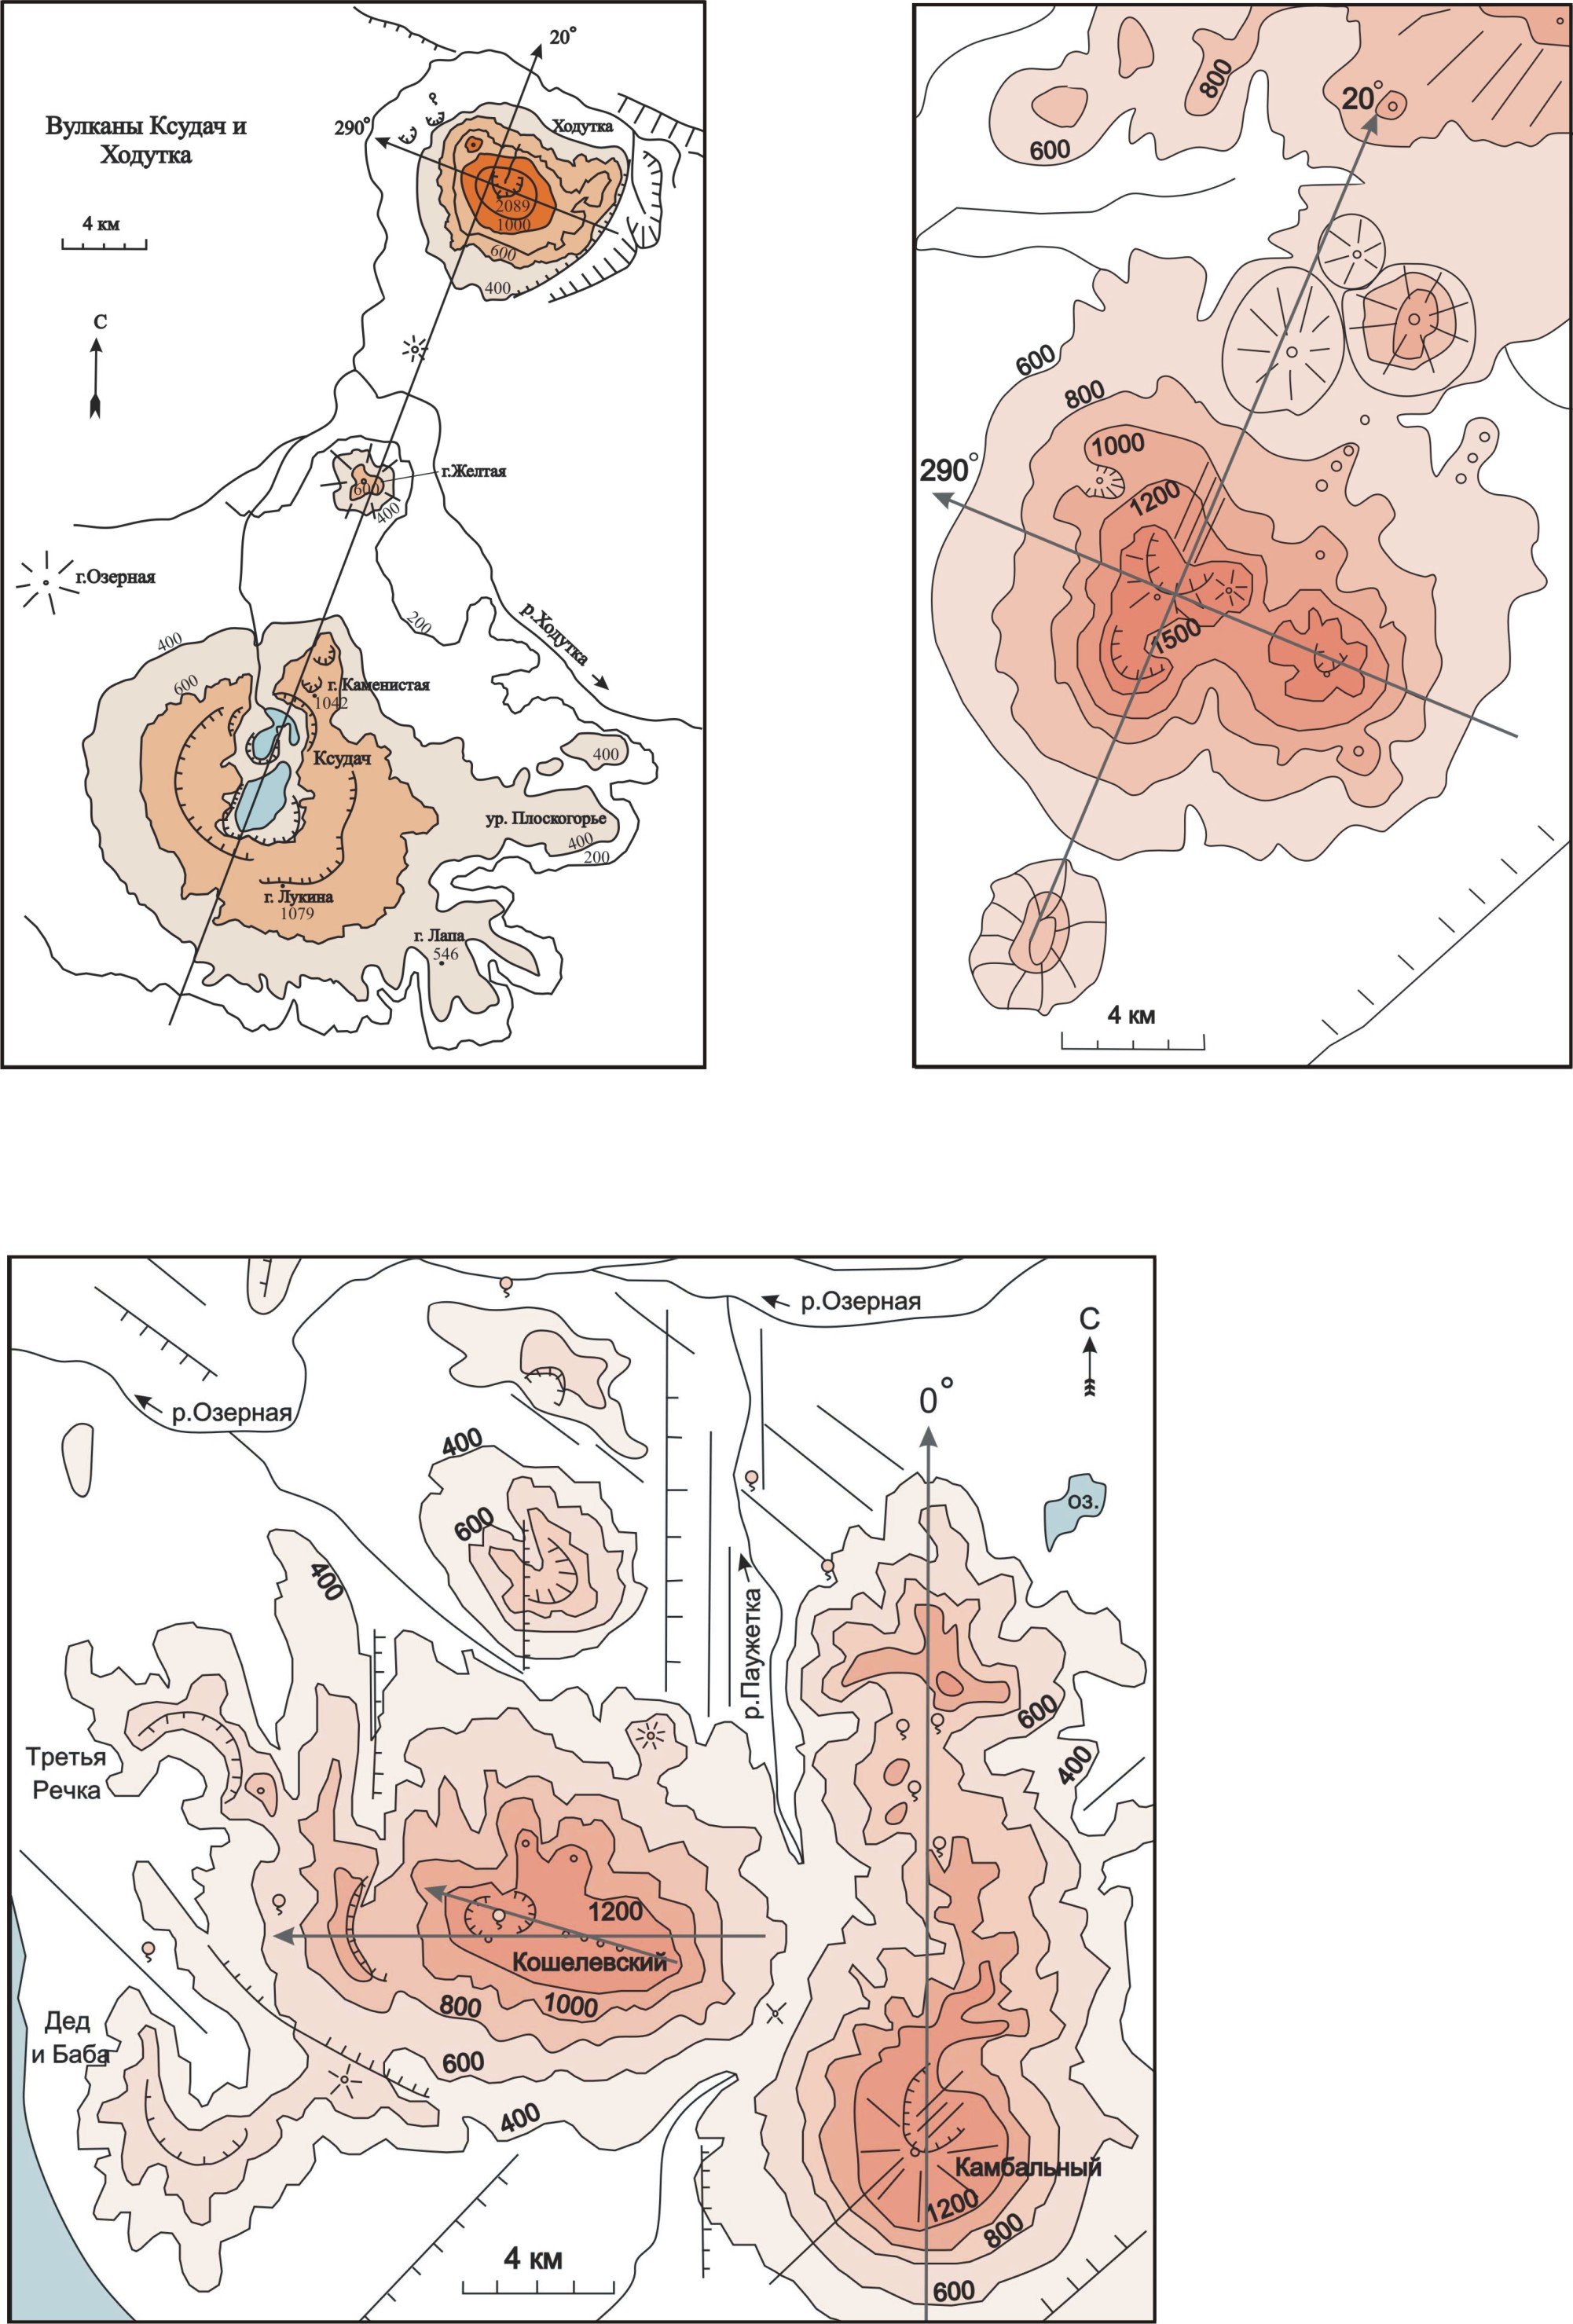 20°
290°
Вулканы Ксудач и
Ходутка
Ходутка
4 км
2089
1000
600
400
С
г.Желтая
600
400
г.Озерная
р.Ходутка
200
400
600
г. Каменистая
1042
Ксудач
400
ур. Плоскогорье
400
200
г. Лукина
1079
г. Лапа
546
800
20°
600
600
800
1000
290°
1200
1500
4 км
р.Озерная
С
0°
р.Озерная
400
оз.
600
400
р.Паужетка
600
400
Третья
Речка
1200
Кошелевский
800
1000
Дед
и Баба
600
400
Камбальный
1200
800
4 км
600